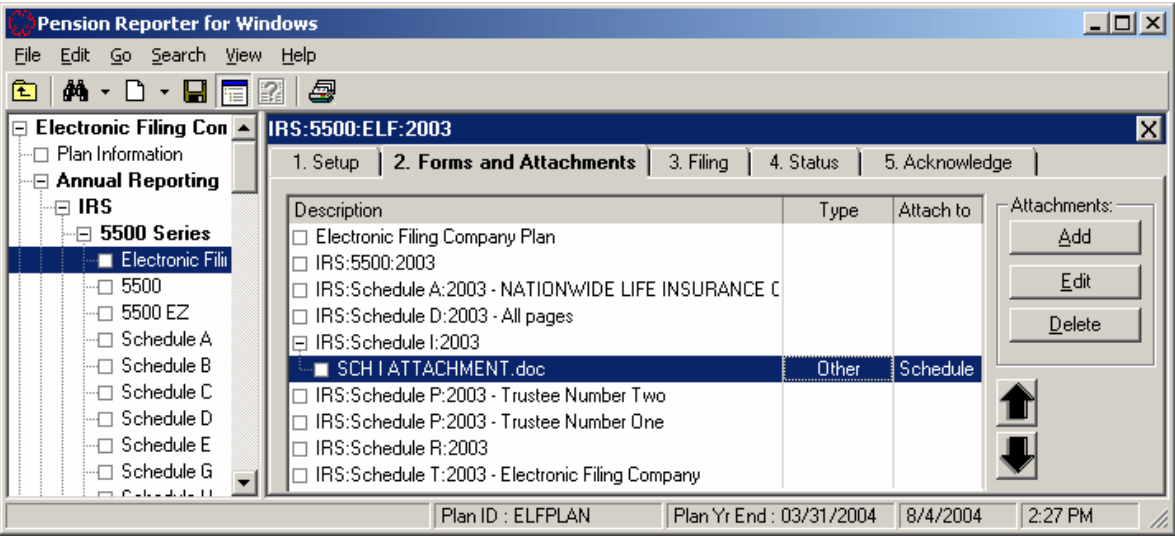 Pension Reporter for Windows
File Edit Go Search View Help
Electronic Filing Con
Plan Information
Annual Reporting
IRS
5500 Series
Electronic Filin
5500
5500 EZ
Schedule A
Schedule B
Schedule C
Schedule D
Schedule E
Schedule G
IRS:5500:ELF:2003
1. Setup 2. Forms and Attachments 3. Filing 4. Status 5. Acknowledge
Description Type Attach to
Electronic Filing Company Plan
IRS:5500:2003
IRS:Schedule A:2003 - NATIONWIDE LIFE INSURANCE C
IRS:Schedule D:2003 - All pages
IRS:Schedule I:2003
SCH I ATTACHMENT.doc Other Schedule
IRS:Schedule P:2003 - Trustee Number Two
IRS:Schedule P:2003 - Trustee Number One
IRS:Schedule R:2003
IRS:Schedule T:2003 - Electronic Filing Company
Attachments:
Add
Edit
Delete
Plan ID : ELFPLAN Plan Yr End : 03/31/2004 8/4/2004 2:27 PM